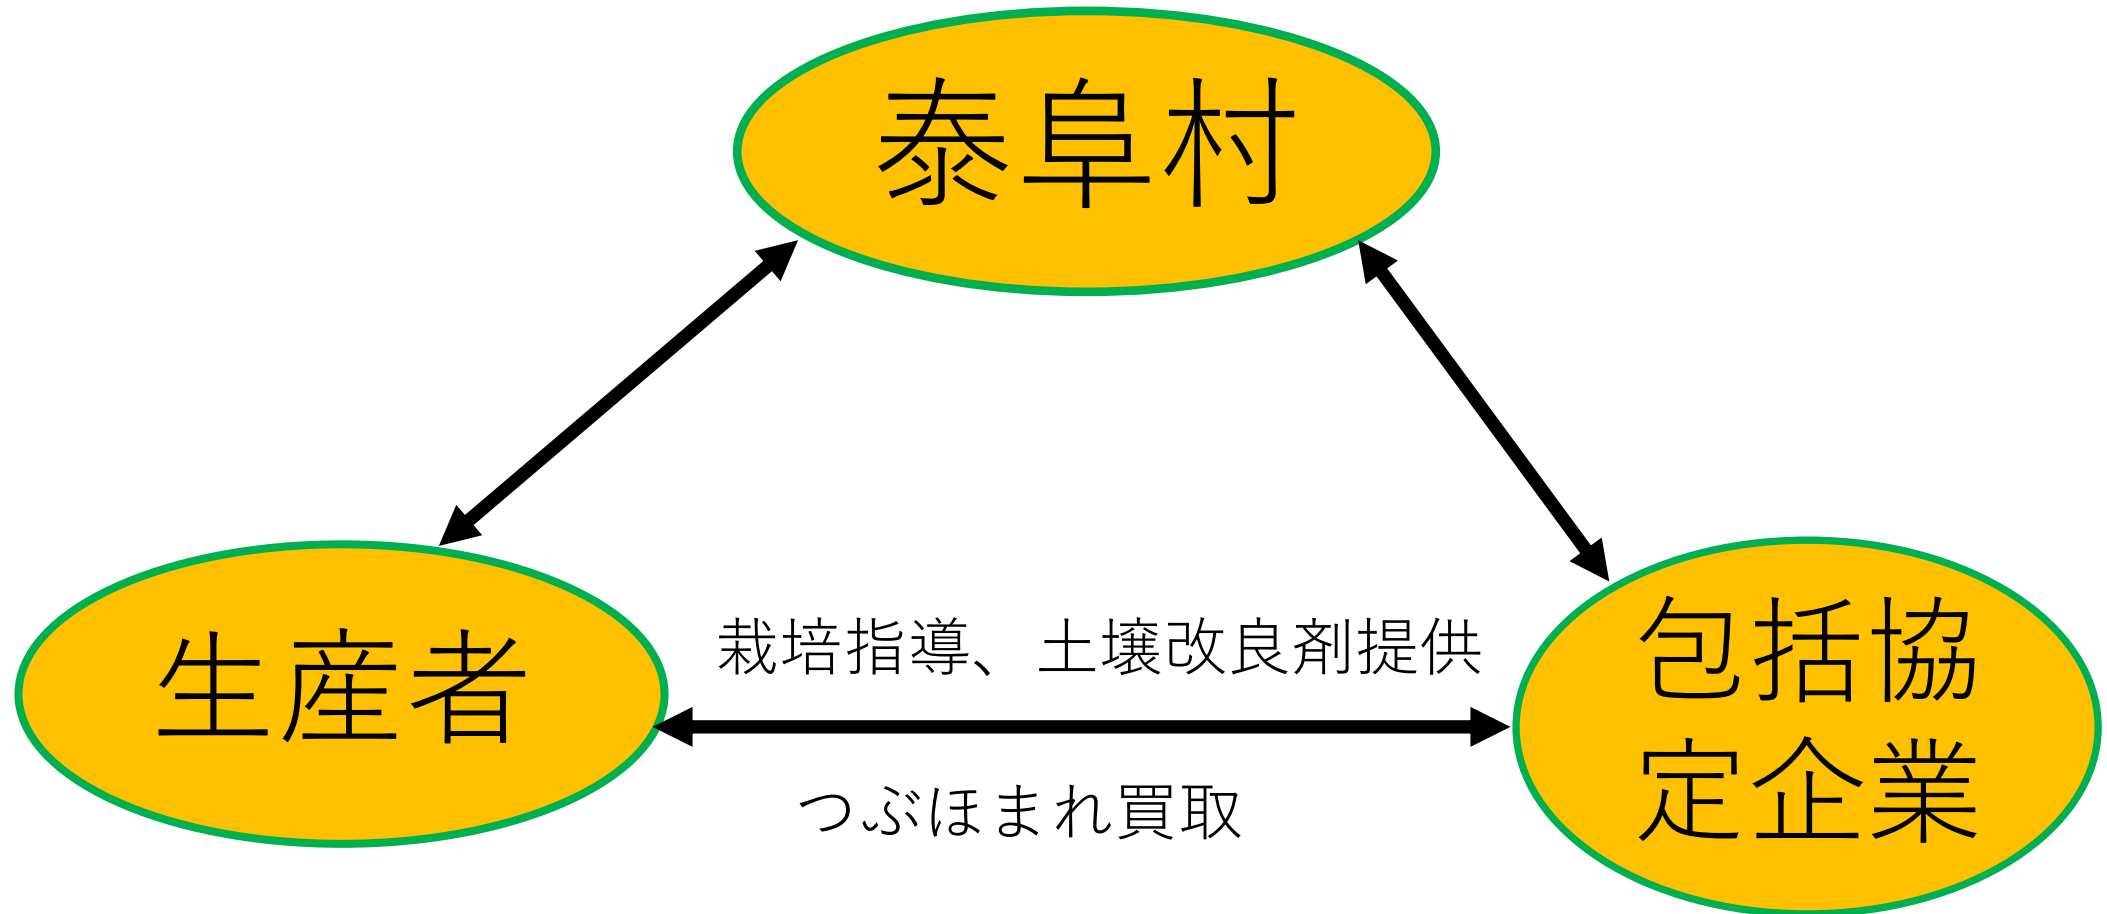 泰阜村
生産者
栽培指導、土壌改良剤提供
つぶほまれ買取
包括協
定企業